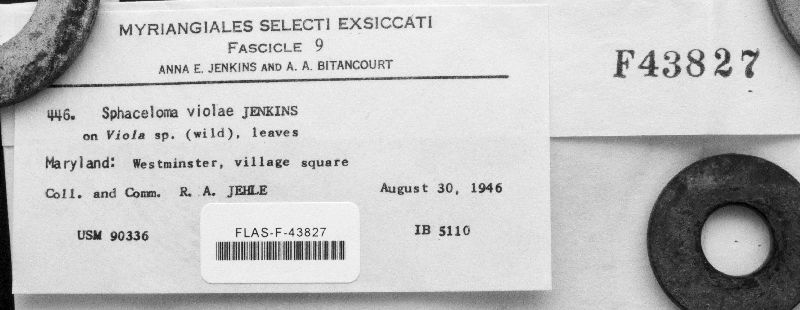 MYRIANGIALES SELECTI EXSICCATI
FASCICLE 9
ANNA E. JENKINS AND A. A. BITANCOURT
F43827
446. Sphaceloma violae JENKINS
on Viola sp. (wild), leaves
Maryland: Westminster, village square
Coll. and Comm. R. A. JEHLE August 30, 1946
USM 90336 IB 5110
FLAS-F-43827